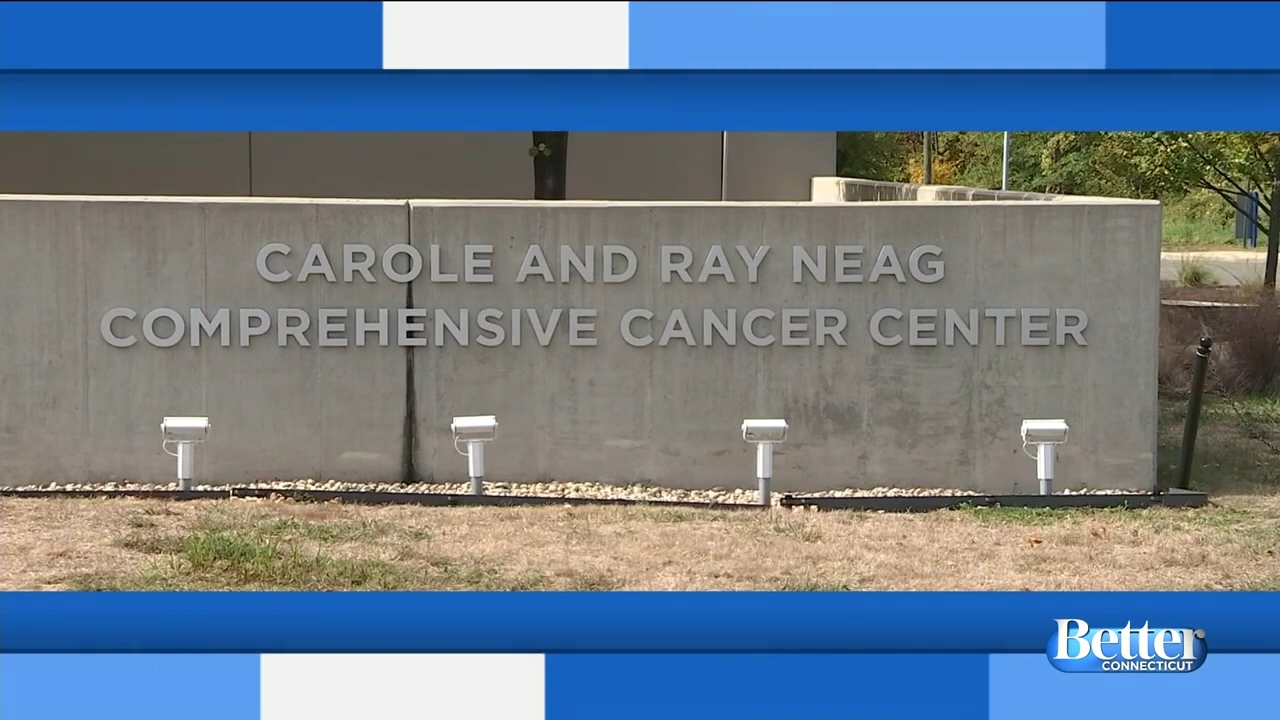 CAROLE AND RAY NEAG
COMPREHENSIVE CANCER CENTER
Better
CONNECTICUT